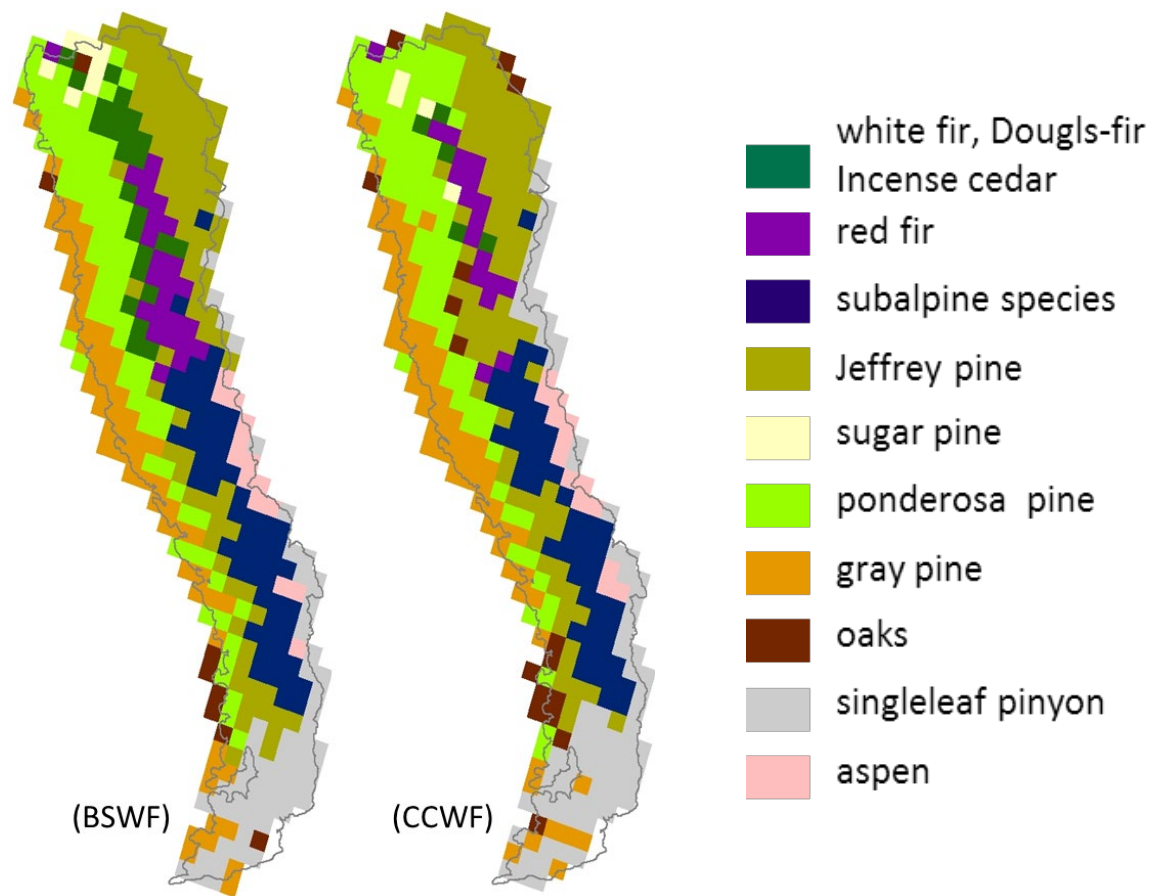 white fir, Dougls-fir
Incense cedar
red fir
subalpine species
Jeffrey pine
sugar pine
ponderosa pine
gray pine
oaks
singleleaf pinyon
aspen
(BSWF)
(CCWF)